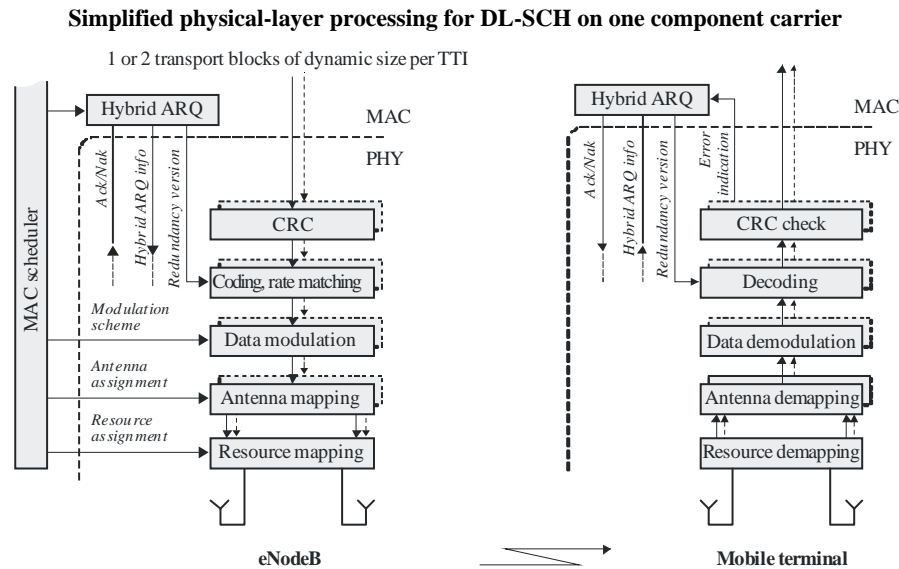 Simplified physical-layer processing for DL-SCH on one component carrier
1 or 2 transport blocks of dynamic size per TTI
MAC scheduler
Hybrid ARQ
MAC
PHY
Ack/Nak
Hybrid ARQ info
Redundancy version
CRC
Coding, rate matching
Modulation
scheme
Data modulation
Antenna
assignment
Antenna mapping
Resource
assignment
Resource mapping
eNodeB
Hybrid ARQ
MAC
PHY
Ack/Nak
Hybrid ARQ info
Redundancy version
Error
indication
CRC check
Decoding
Data demodulation
Antenna demapping
Resource demapping
Mobile terminal